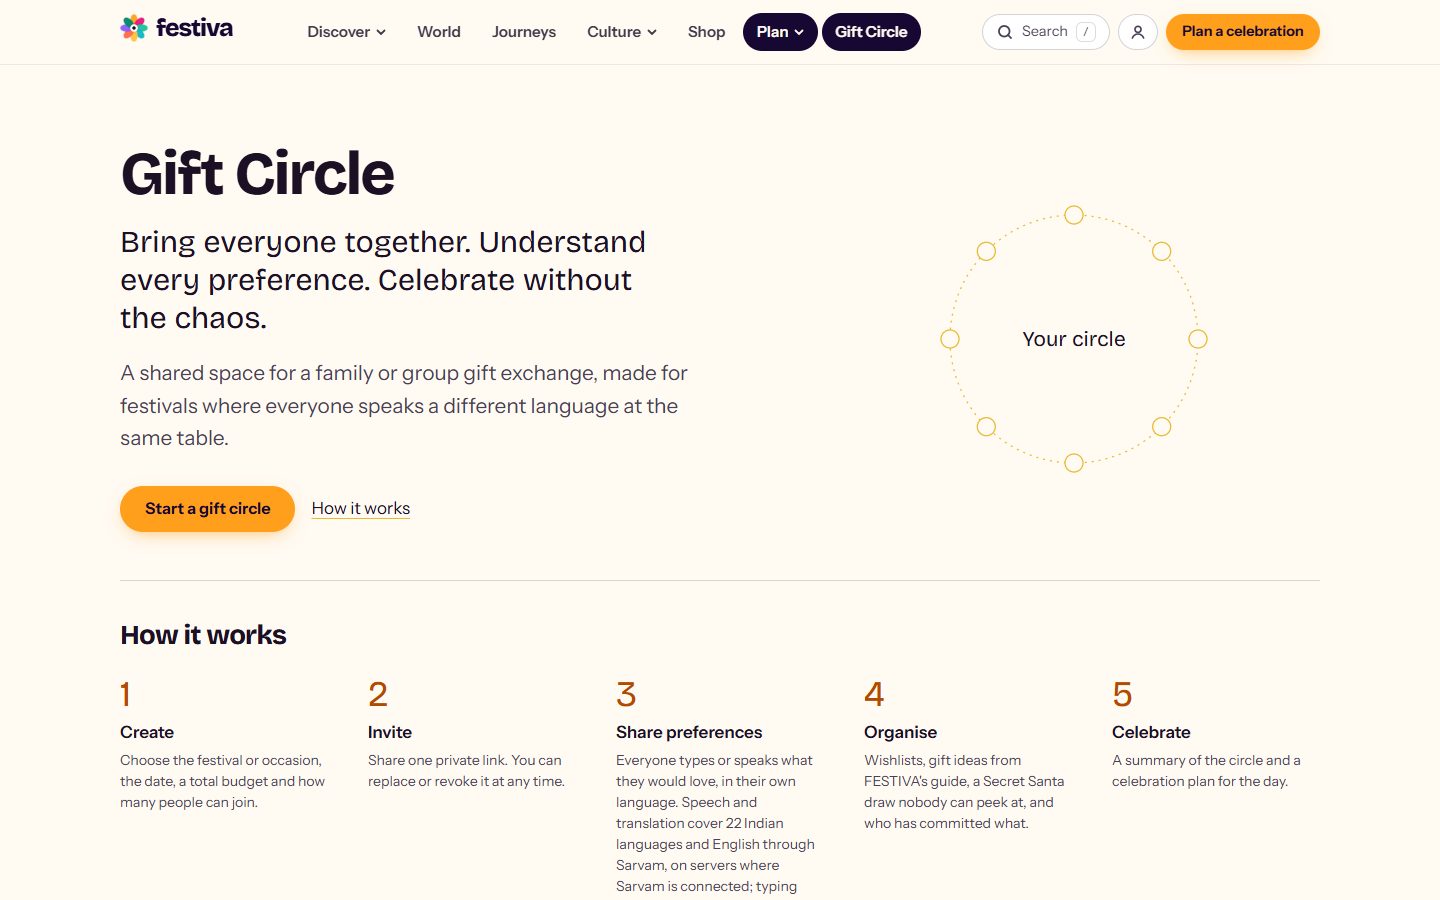 festiva
Discover
World
Journeys
Culture
Shop
Plan
Gift Circle
Search /
Plan a celebration
Gift Circle
Bring everyone together. Understand
every preference. Celebrate without
the chaos.
A shared space for a family or group gift exchange, made for
festivals where everyone speaks a different language at the
same table.
Start a gift circle
How it works
Your circle
How it works
1
Create
Choose the festival or occasion,
the date, a total budget and how
many people can join.
2
Invite
Share one private link. You can
replace or revoke it at any time.
3
Share preferences
Everyone types or speaks what
they would love, in their own
language. Speech and
translation cover 22 Indian
languages and English through
Sarvam, on servers where
Sarvam is connected; typing
4
Organise
Wishlists, gift ideas from
FESTIVA's guide, a Secret Santa
draw nobody can peek at, and
who has committed what.
5
Celebrate
A summary of the circle and a
celebration plan for the day.